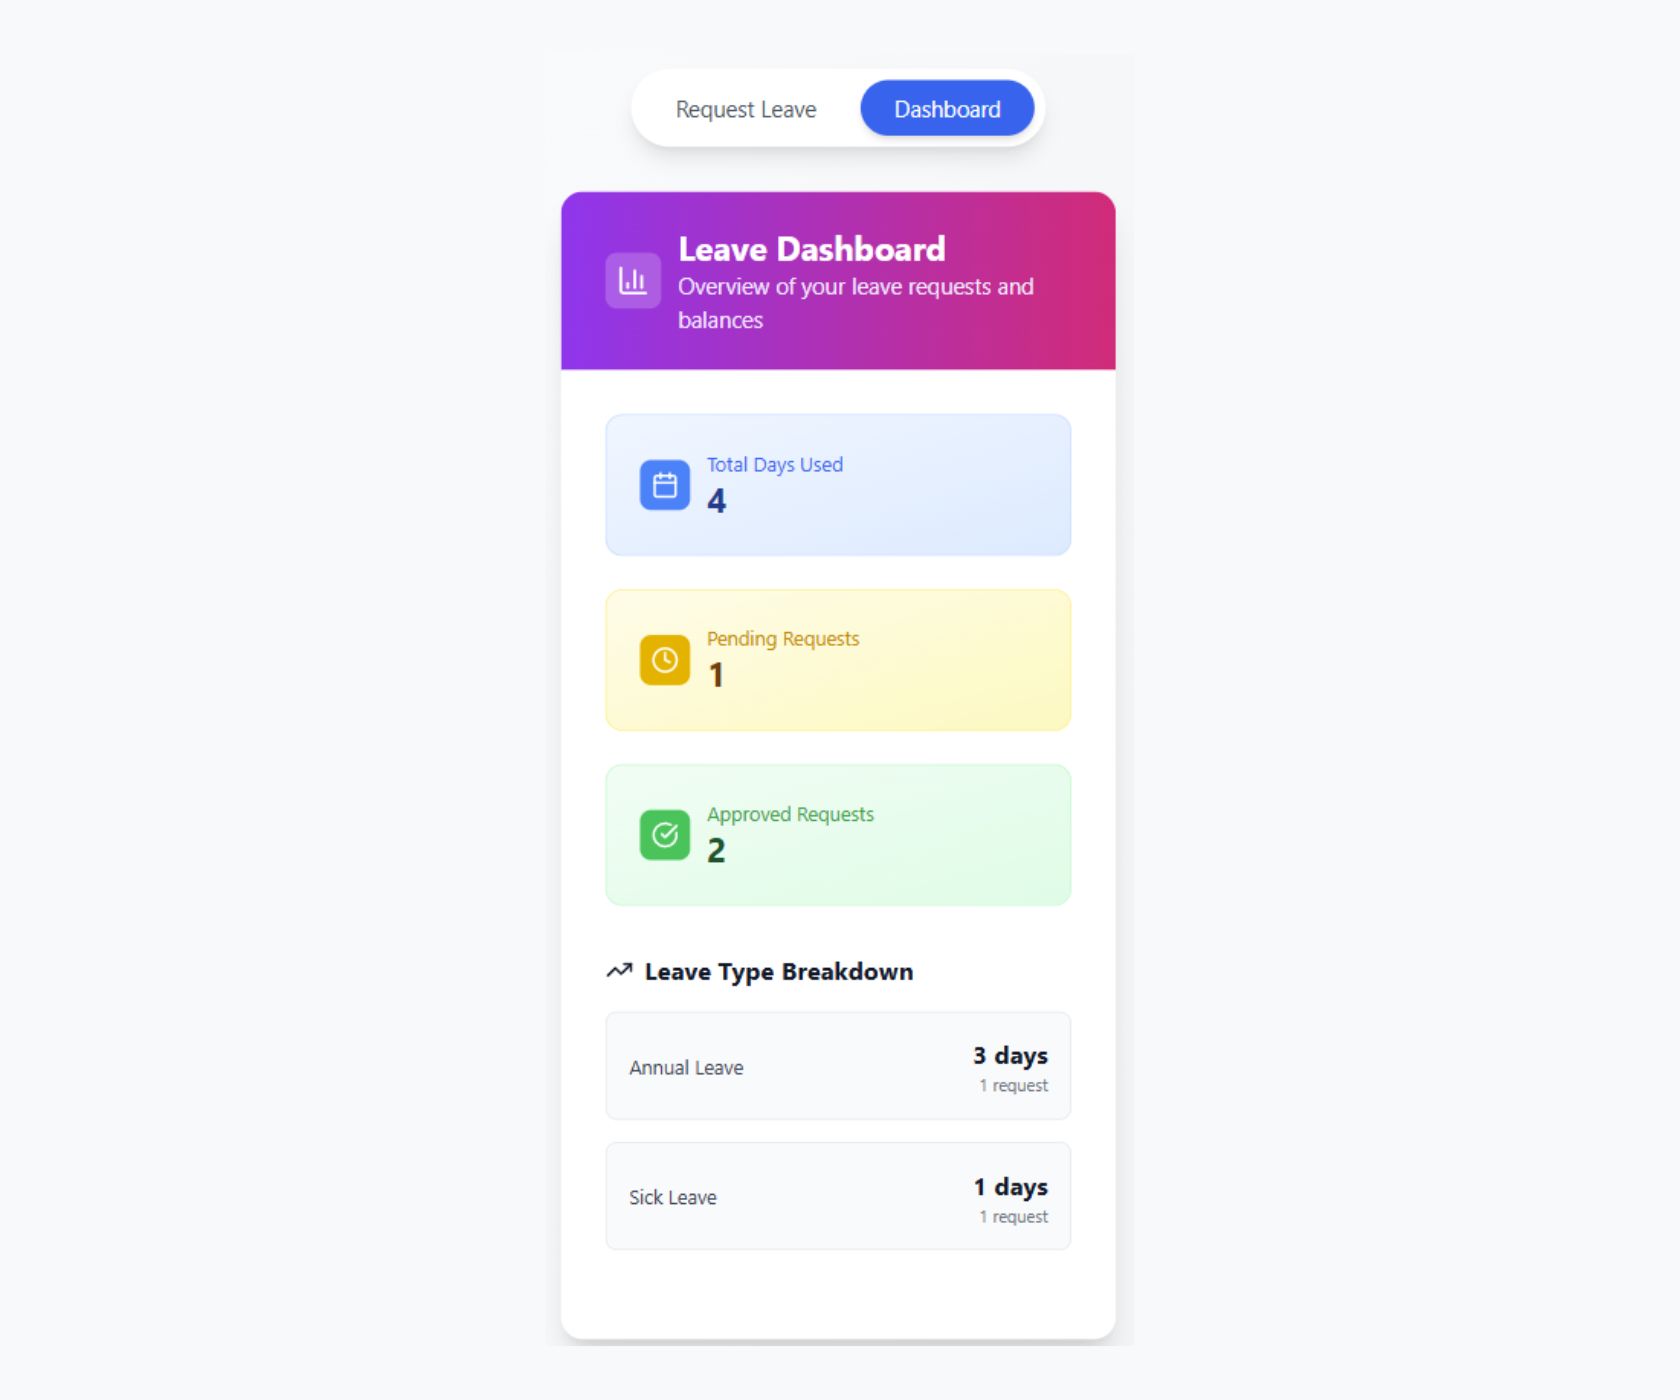 Request Leave
Dashboard
Leave Dashboard
Overview of your leave requests and
balances
Total Days Used
4
Pending Requests
1
Approved Requests
2
Leave Type Breakdown
Annual Leave
3 days
1 request
Sick Leave
1 days
1 request